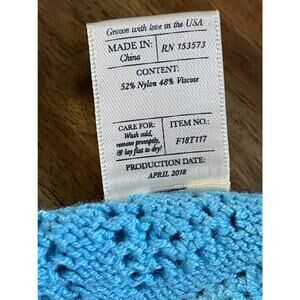 Grown with love in the USA
MADE IN:
China
RN 153573
CONTENT:
52% Nylon 48% Viscose
CARE FOR:
Wash cold,
remove promptly,
& lay flat to dry!
ITEM NO.:
F18T117
PRODUCTION DATE:
APRIL 2018